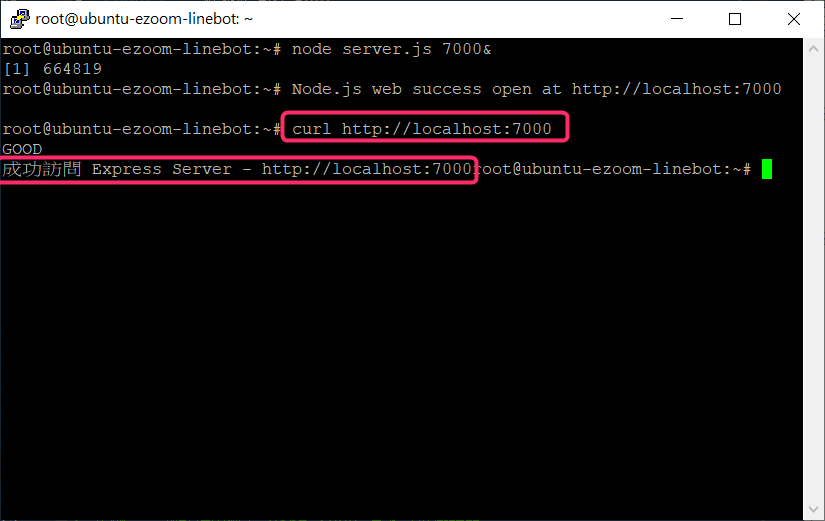 root@ubuntu-ezoom-linebot: ~
root@ubuntu-ezoom-linebot:~# node server.js 7000&
[1] 664819
root@ubuntu-ezoom-linebot:~# Node.js web success open at http://localhost:7000
root@ubuntu-ezoom-linebot:~# curl http://localhost:7000
GOOD
成功訪問 Express Server - http://localhost:7000root@ubuntu-ezoom-linebot:~#